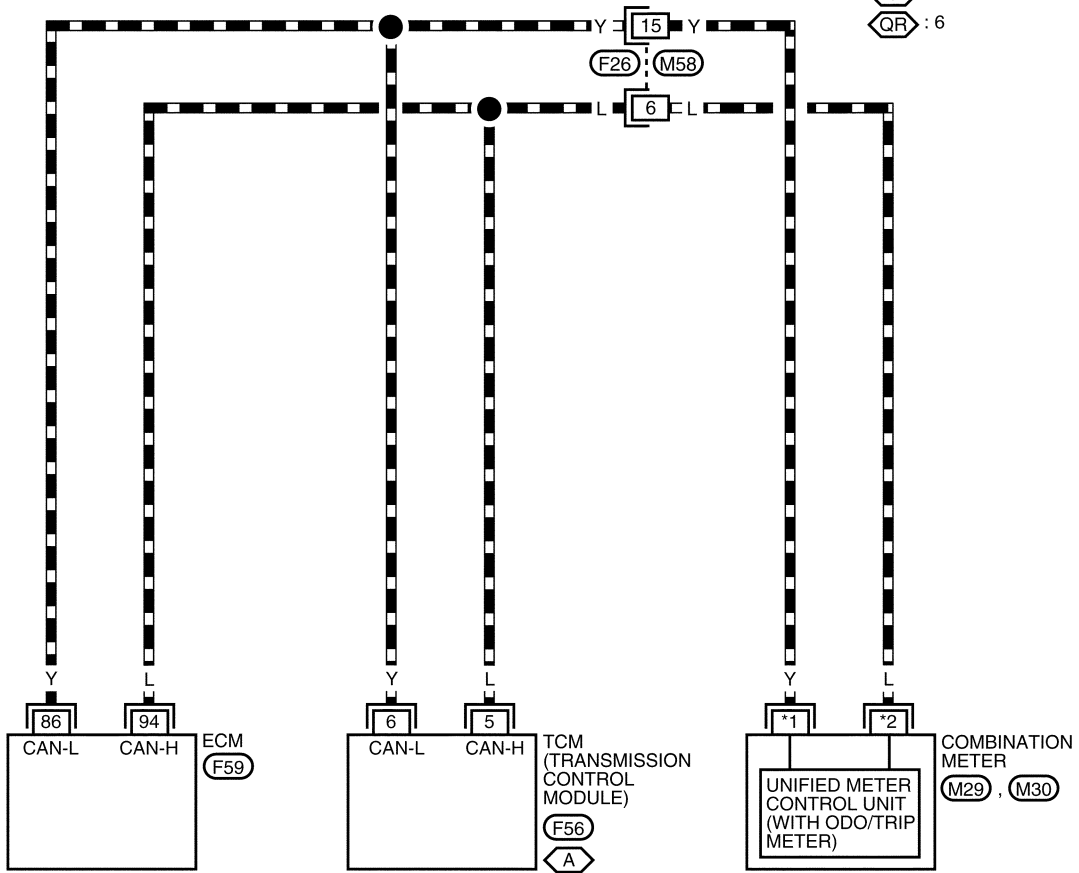 Y 15 Y
QR : 6
F26 M58
L 6 L
Y L Y L Y L
86 94 6 5 *1 *2
CAN-L CAN-H
ECM
F59
CAN-L CAN-H
TCM
(TRANSMISSION
CONTROL
MODULE)
F56
A
COMBINATION
METER
M29 , M30
UNIFIED METER
CONTROL UNIT
(WITH ODO/TRIP
METER)